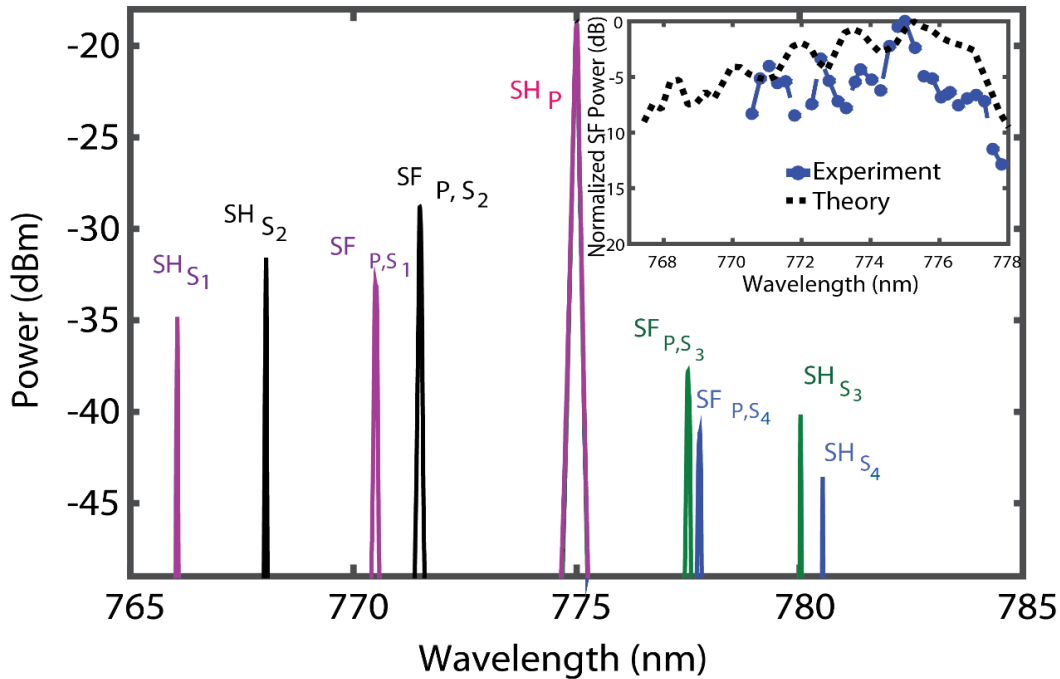 -20
-25
-30
-35
-40
-45
Power (dBm)
765
770
775
780
785
Wavelength (nm)
SH S1
SH S2
SF P,S1
SF P, S2
SH P
SF P,S3
SF P,S4
SH S3
SH S4
0
-5
-10
-15
-20
Normalized SF Power (dB)
Experiment
Theory
768
770
772
774
776
778
Wavelength (nm)